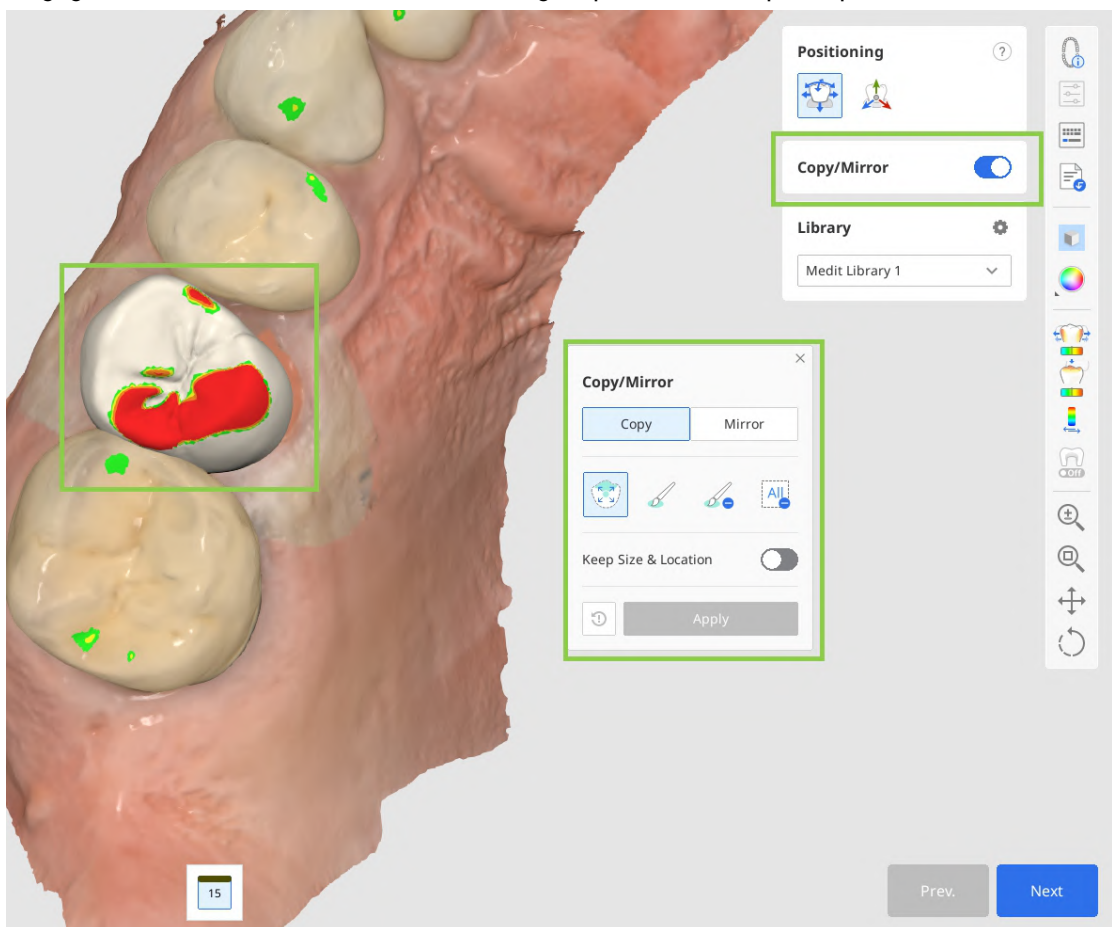 Positioning
?
Copy/Mirror
Library
Medit Library 1
Copy/Mirror
Copy Mirror
All
Keep Size & Location
Apply
Off
15
Prev. Next